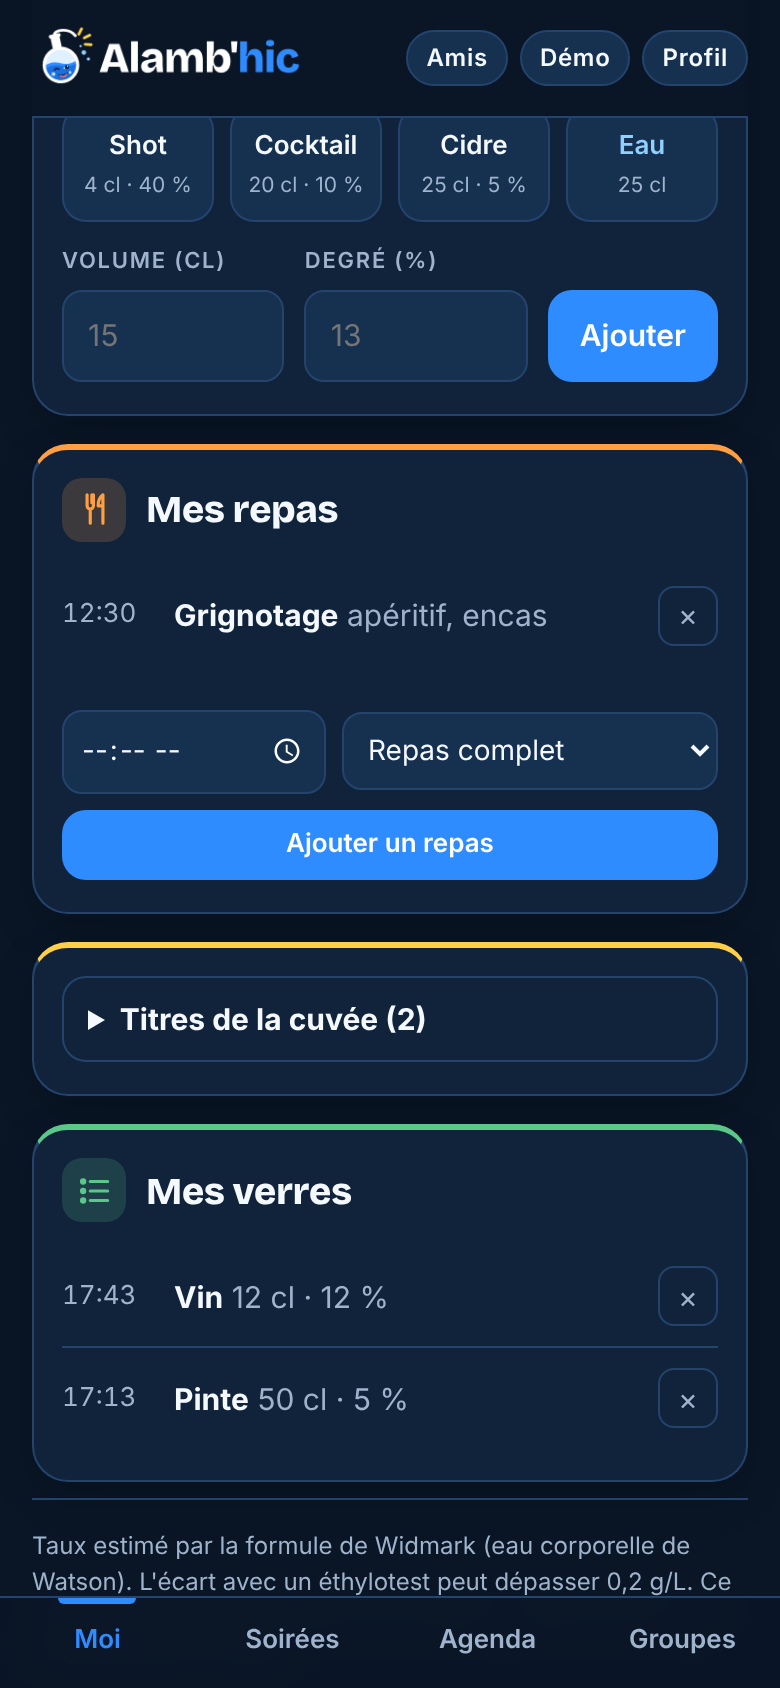 Alamb'hic
Amis
Démo
Profil
Shot
4 cl · 40 %
Cocktail
20 cl · 10 %
Cidre
25 cl · 5 %
Eau
25 cl
VOLUME (CL)
DEGRÉ (%)
15
13
Ajouter
Mes repas
12:30 Grignotage apéritif, encas ×
--:-- --
Repas complet
Ajouter un repas
Titres de la cuvée (2)
Mes verres
17:43 Vin 12 cl · 12 % ×
17:13 Pinte 50 cl · 5 % ×
Taux estimé par la formule de Widmark (eau corporelle de
Watson). L'écart avec un éthylotest peut dépasser 0,2 g/L. Ce
Moi
Soirées
Agenda
Groupes